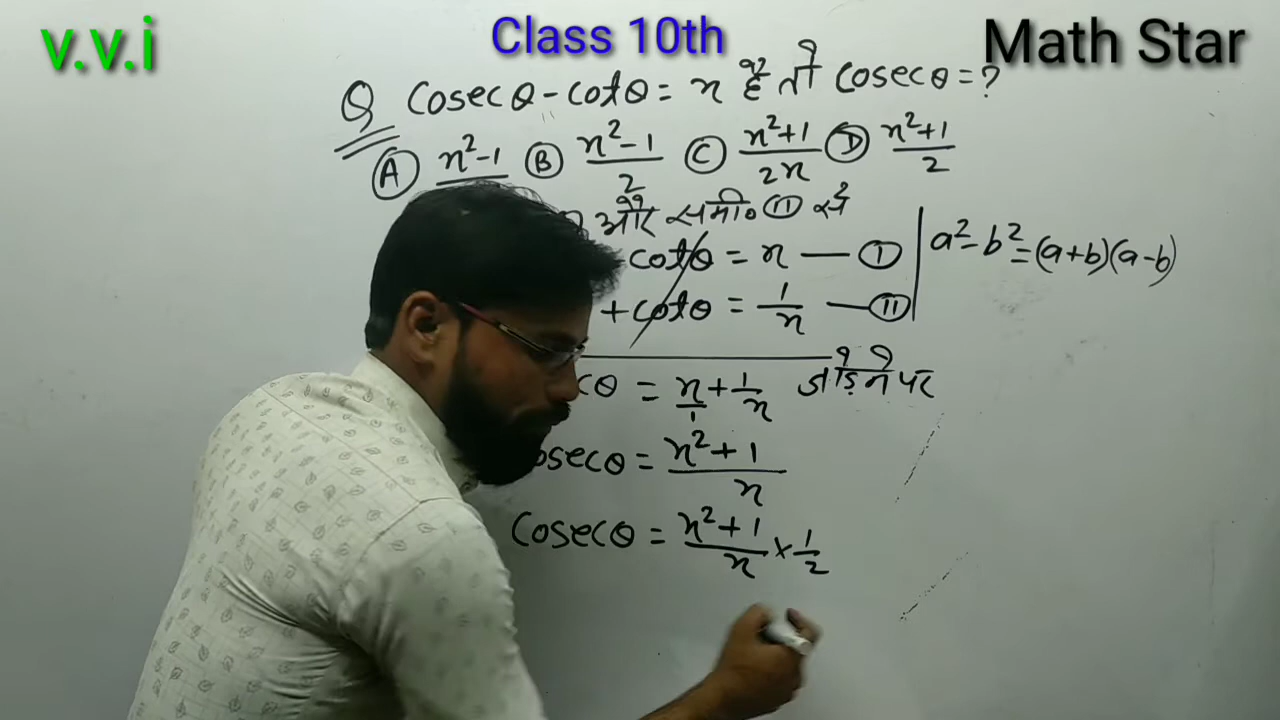 v.v.i Class 10th Math Star
Q cosecθ - cotθ = x है तो cosecθ = ?
(A) x² - 1 (B) (x² - 1)/2 (C) (x² + 1)/2x (D) (x² + 1)/2
और समी० (II) से
cotθ = x — (I) | a² - b² = (a+b)(a-b)
+ cotθ = 1/x — (II)
θ = x/1 + 1/x जोड़ने पर
osecθ = (x² + 1)/x
cosecθ = (x² + 1)/x × 1/2